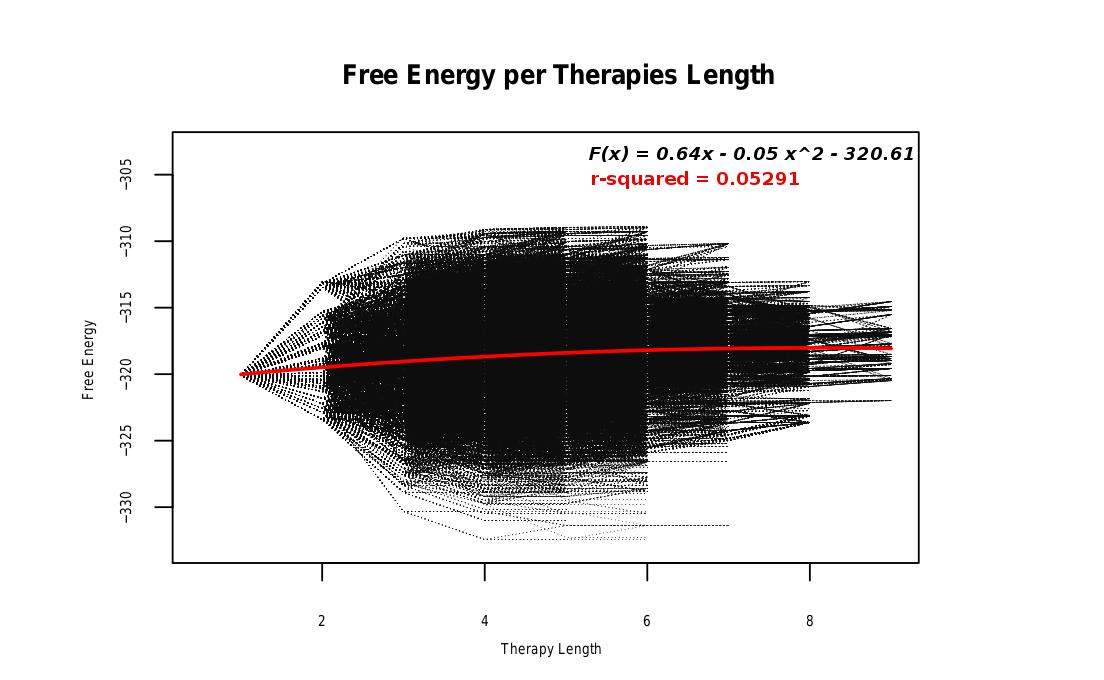 Free Energy per Therapies Length
F(x) = 0.64x - 0.05 x^2 - 320.61
r-squared = 0.05291
−305
−310
−315
−320
−325
−330
Free Energy
2 4 6 8
Therapy Length